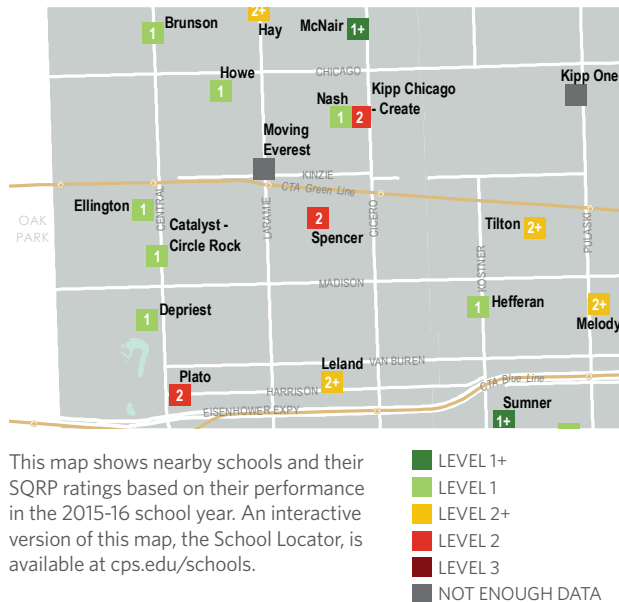 2+
Brunson
Hay
McNair
1
1+
CHICAGO
Howe
1
Kipp One
Nash
Kipp Chicago
- Create
1
2
Moving
Everest
KINZIE
CTA Green Line
OAK
PARK
Ellington
1
CENTRAL
LARAMIE
CICERO
KOSTNER
PULASKI
Catalyst -
Circle Rock
1
2
Spencer
Tilton
2+
MADISON
Depriest
1
Hefferan
1
2+
Melody
VAN BUREN
Plato
2
Leland
2+
HARRISON
CTA Blue Line
EISENHOWER EXPY
Sumner
1+
This map shows nearby schools and their
SQRP ratings based on their performance
in the 2015-16 school year. An interactive
version of this map, the School Locator, is
available at cps.edu/schools.
LEVEL 1+
LEVEL 1
LEVEL 2+
LEVEL 2
LEVEL 3
NOT ENOUGH DATA